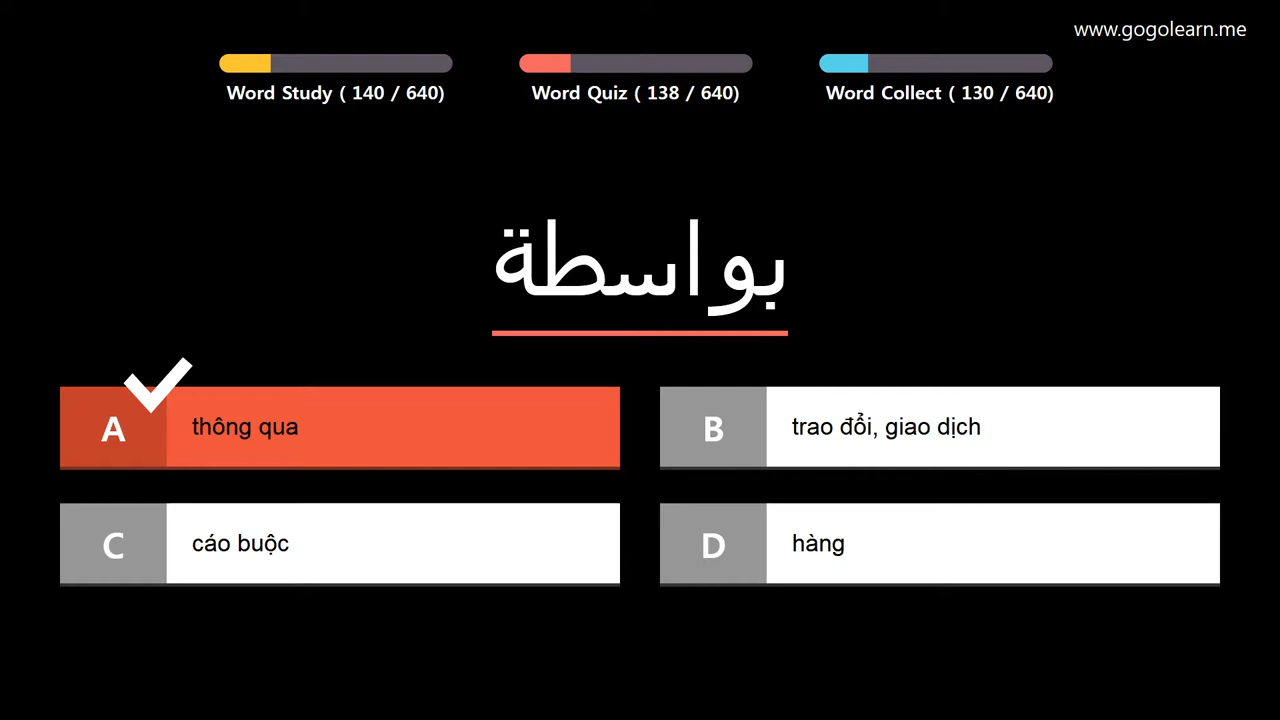 www.gogolearn.me
Word Study ( 140 / 640)
Word Quiz ( 138 / 640)
Word Collect ( 130 / 640)
بواسطة
A thông qua
B trao đổi, giao dịch
C cáo buộc
D hàng